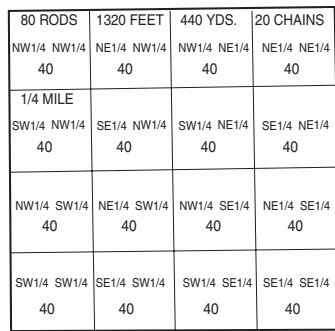 80 RODS 1320 FEET 440 YDS. 20 CHAINS
NW1/4 NW1/4 NE1/4 NW1/4 NW1/4 NE1/4 NE1/4 NE1/4
40 40 40 40
1/4 MILE
SW1/4 NW1/4 SE1/4 NW1/4 SW1/4 NE1/4 SE1/4 NE1/4
40 40 40 40
NW1/4 SW1/4 NE1/4 SW1/4 NW1/4 SE1/4 NE1/4 SE1/4
40 40 40 40
SW1/4 SW1/4 SE1/4 SW1/4 SW1/4 SE1/4 SE1/4 SE1/4
40 40 40 40